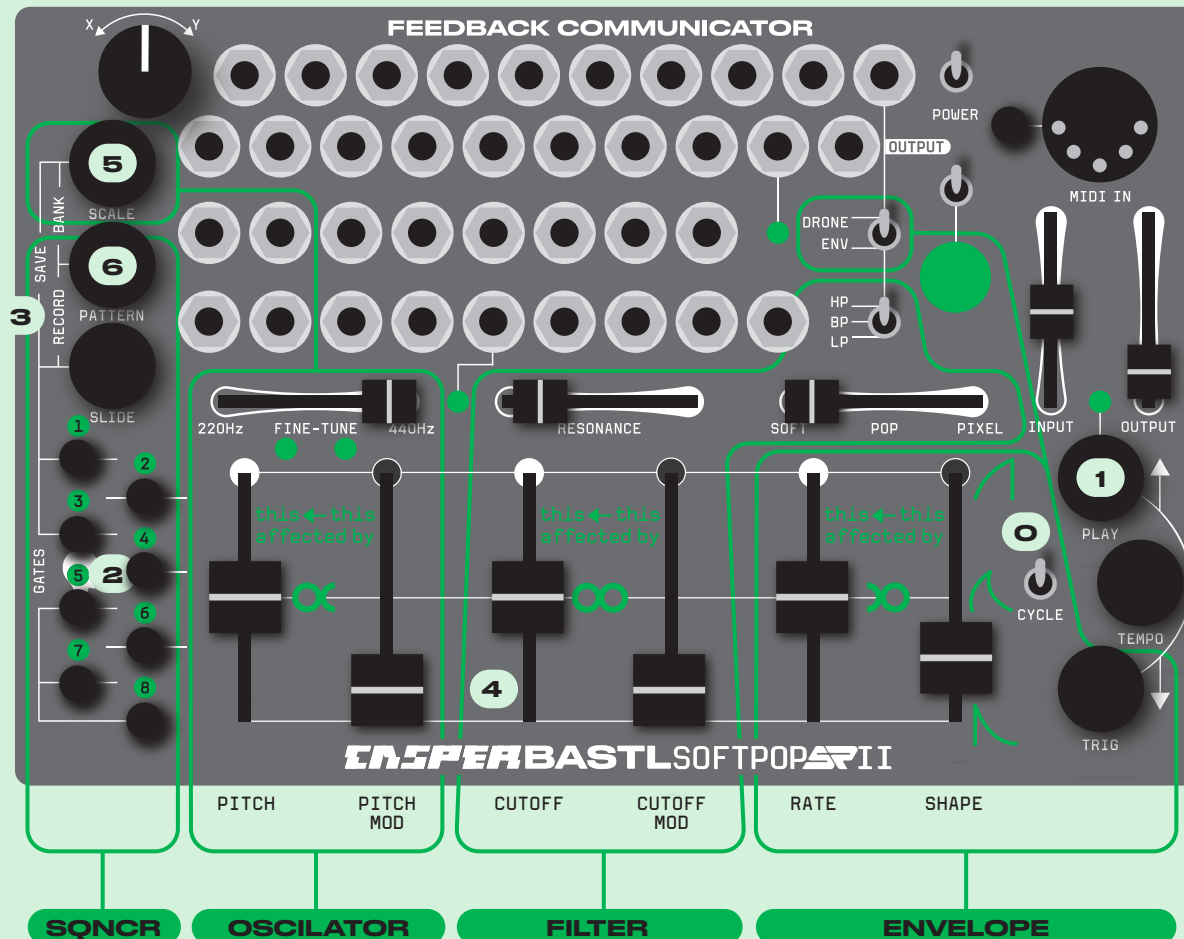 FEEDBACK COMMUNICATOR
X Y
POWER
MIDI IN
OUTPUT
5
SCALE
BANK
SAVE
DRONE
ENV
6
PATTERN
RECORD
3
HP
BP
LP
SLIDE
220Hz FINE-TUNE 440Hz
RESONANCE
SOFT POP PIXEL
INPUT
OUTPUT
1
2
3
4
5
6
7
8
GATES
2
this this
affected by
this this
affected by
this this
affected by
0
CYCLE
1
PLAY
TEMPO
TRIG
4
CASPER BASTL SOFTPOP SP II
PITCH
PITCH
MOD
CUTOFF
CUTOFF
MOD
RATE
SHAPE
SQNCR
OSCILATOR
FILTER
ENVELOPE